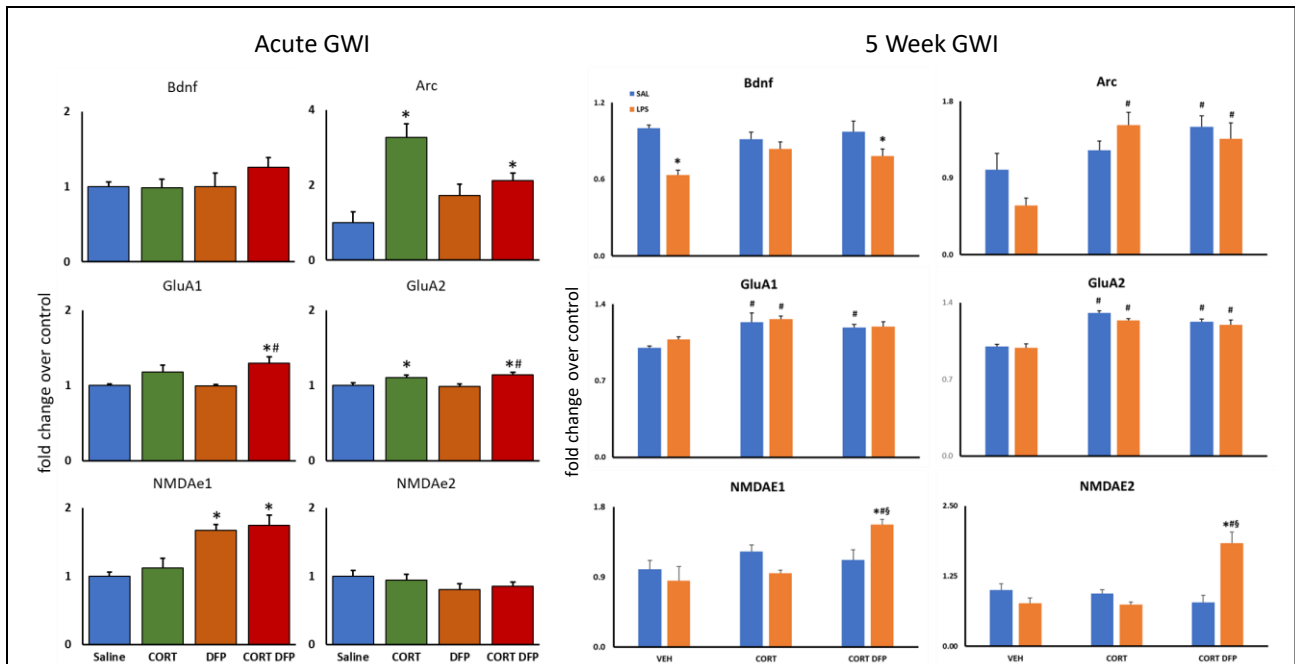 Acute GWI
5 Week GWI
fold change over control
Bdnf
2
1
0
Arc
4
*
*
2
0
GluA1
2
*#
1
0
GluA2
2
*
*#
1
0
NMDAe1
2
*
*
1
0
Saline CORT DFP CORT DFP
NMDAe2
2
1
0
Saline CORT DFP CORT DFP
fold change over control
Bdnf
1.2
SAL
LPS
*
*
0.6
0.0
Arc
1.8
#
#
#
0.9
0.0
GluA1
1.4
#
#
#
0.7
0.0
GluA2
1.4
#
#
#
#
0.7
0.0
NMDAE1
1.8
*#§
0.9
0.0
VEH CORT CORT DFP
NMDAE2
2.50
*#§
1.25
0.00
VEH CORT CORT DFP